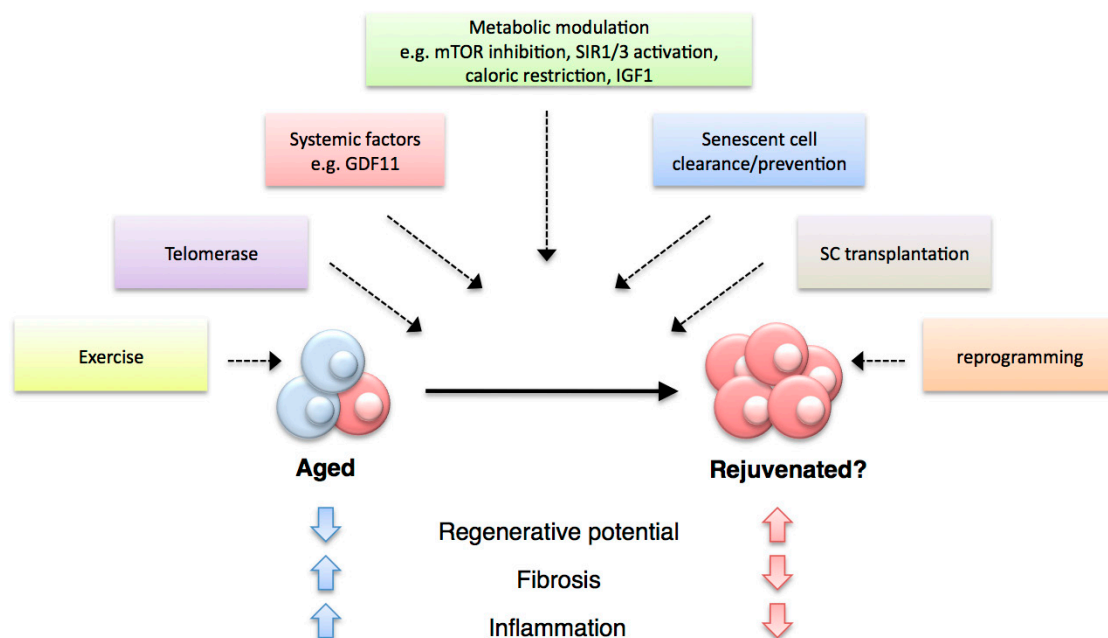 Metabolic modulation
e.g. mTOR inhibition, SIR1/3 activation,
caloric restriction, IGF1
Systemic factors
e.g. GDF11
Senescent cell
clearance/prevention
Telomerase
SC transplantation
Exercise
reprogramming
Aged
Rejuvenated?
Regenerative potential
Fibrosis
Inflammation